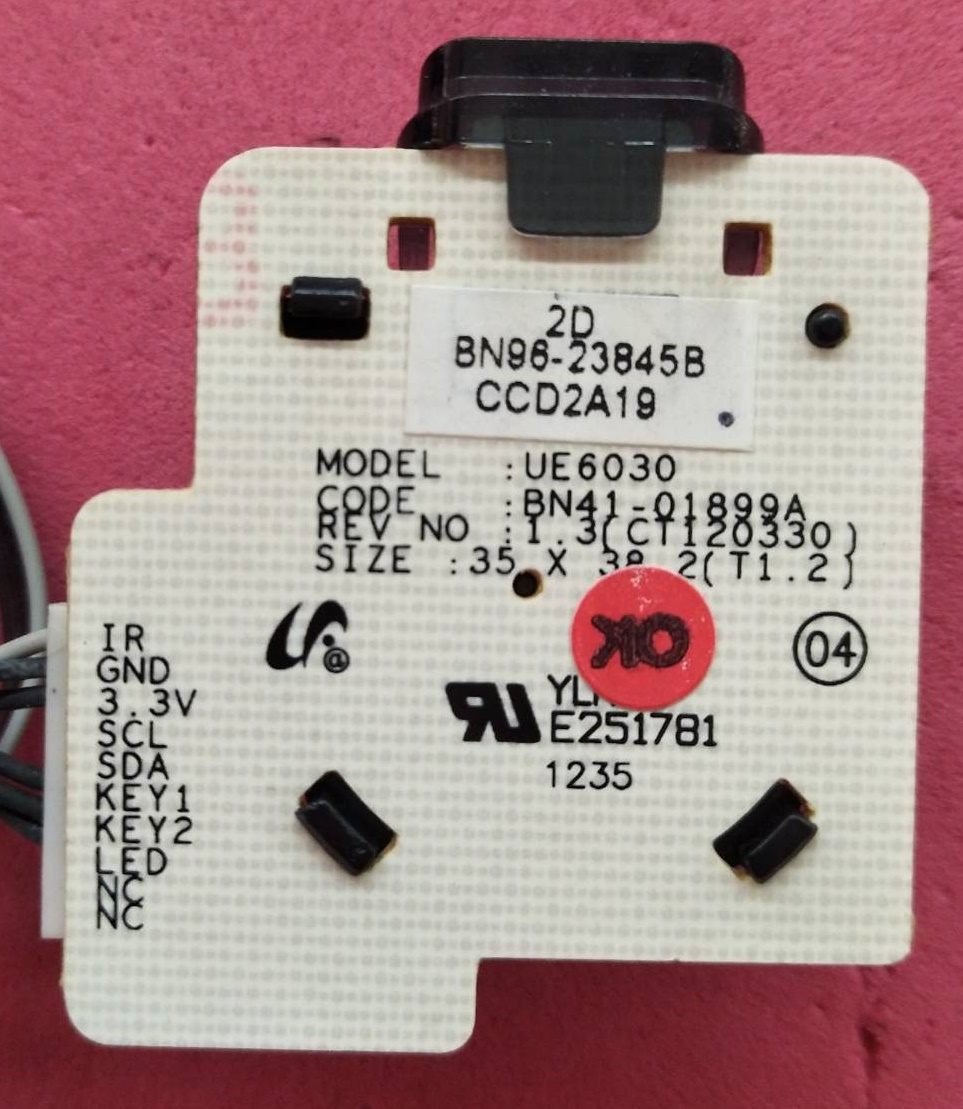 2D
BN96-23845B
CCD2A19
MODEL :UE6030
CODE :BN41-01899A
REV NO :1.3(CT120330)
SIZE :35 X 38.2(T1.2)
OK
04
E251781
1235
IR
GND
3.3V
SCL
SDA
KEY1
KEY2
LED
NC
NC